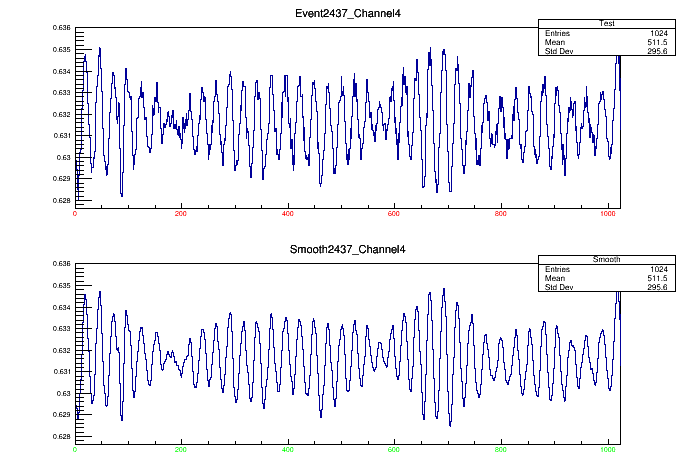 Event2437_Channel4
Test
Entries 1024
Mean 511.5
Std Dev 295.6
0.636
0.635
0.634
0.633
0.632
0.631
0.63
0.629
0.628
0 200 400 600 800 1000
Smooth2437_Channel4
Smooth
Entries 1024
Mean 511.5
Std Dev 295.6
0.636
0.635
0.634
0.633
0.632
0.631
0.63
0.629
0.628
0 200 400 600 800 1000